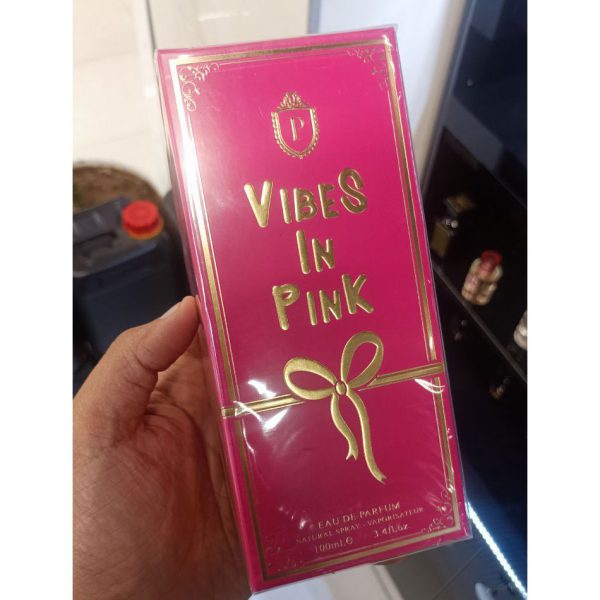 P
VIBES
IN
PINK
EAU DE PARFUM
NATURAL SPRAY - VAPORISATEUR
100ml ℮ 3.4fl.oz